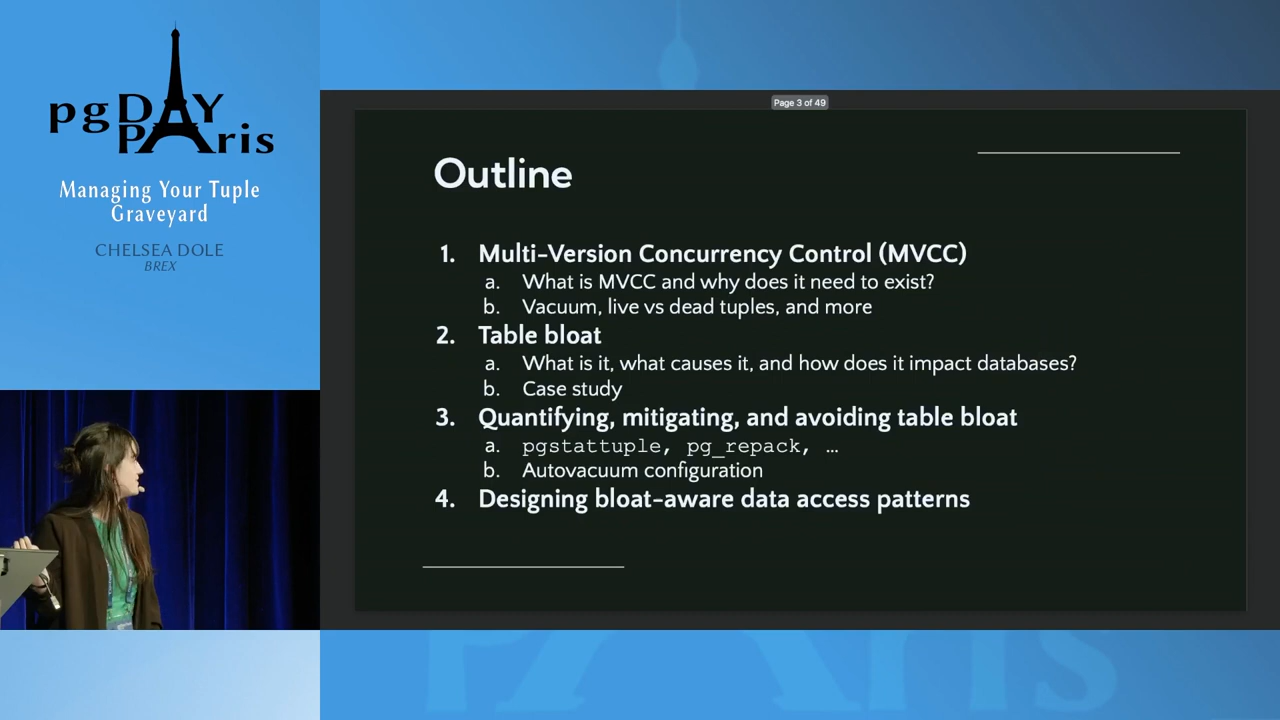 pgDAY
PAris
Managing Your Tuple
Graveyard
CHELSEA DOLE
BREX
Page 3 of 49
Outline
1. Multi-Version Concurrency Control (MVCC)
a. What is MVCC and why does it need to exist?
b. Vacuum, live vs dead tuples, and more
2. Table bloat
a. What is it, what causes it, and how does it impact databases?
b. Case study
3. Quantifying, mitigating, and avoiding table bloat
a. pgstattuple, pg_repack, …
b. Autovacuum configuration
4. Designing bloat-aware data access patterns